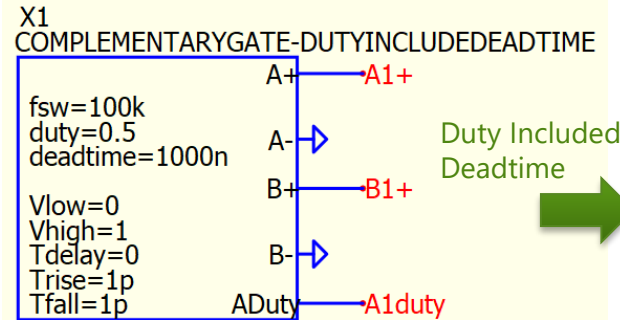 X1
COMPLEMENTARYGATE-DUTYINCLUDEDEADTIME
A+
A1+
fsw=100k
duty=0.5
deadtime=1000n
A-
Duty Included
Deadtime
B+
B1+
Vlow=0
Vhigh=1
Tdelay=0
Trise=1p
Tfall=1p
B-
ADuty
A1duty